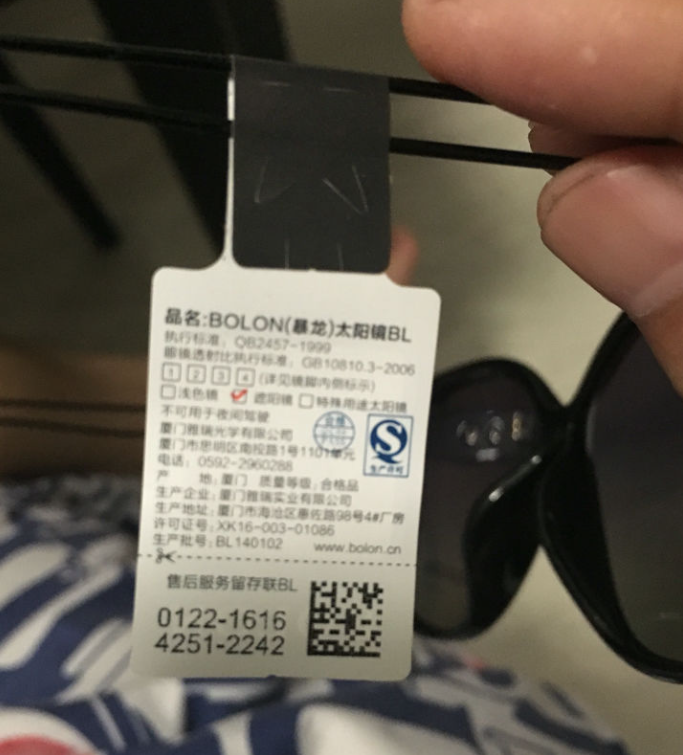 品名:BOLON(暴龙)太阳镜BL
执行标准: QB2457-1999
眼镜透射比执行标准: GB10810.3-2006
1 2 3 4 (详见镜脚内侧标示)
浅色镜 遮阳镜 特殊用途太阳镜
不可用于夜间驾驶
厦门雅瑞光学有限公司
厦门市思明区南投路1号1101单元
电话: 0592-2960288
生产许可
产 地:厦门 质量等级:合格品
生产企业:厦门雅瑞实业有限公司
生产地址:厦门市海沧区惠佐路98号4#厂房
许可证号:XK16-003-01086
生产批号:BL140102 www.bolon.cn
售后服务留存联BL
0122-1616
4251-2242